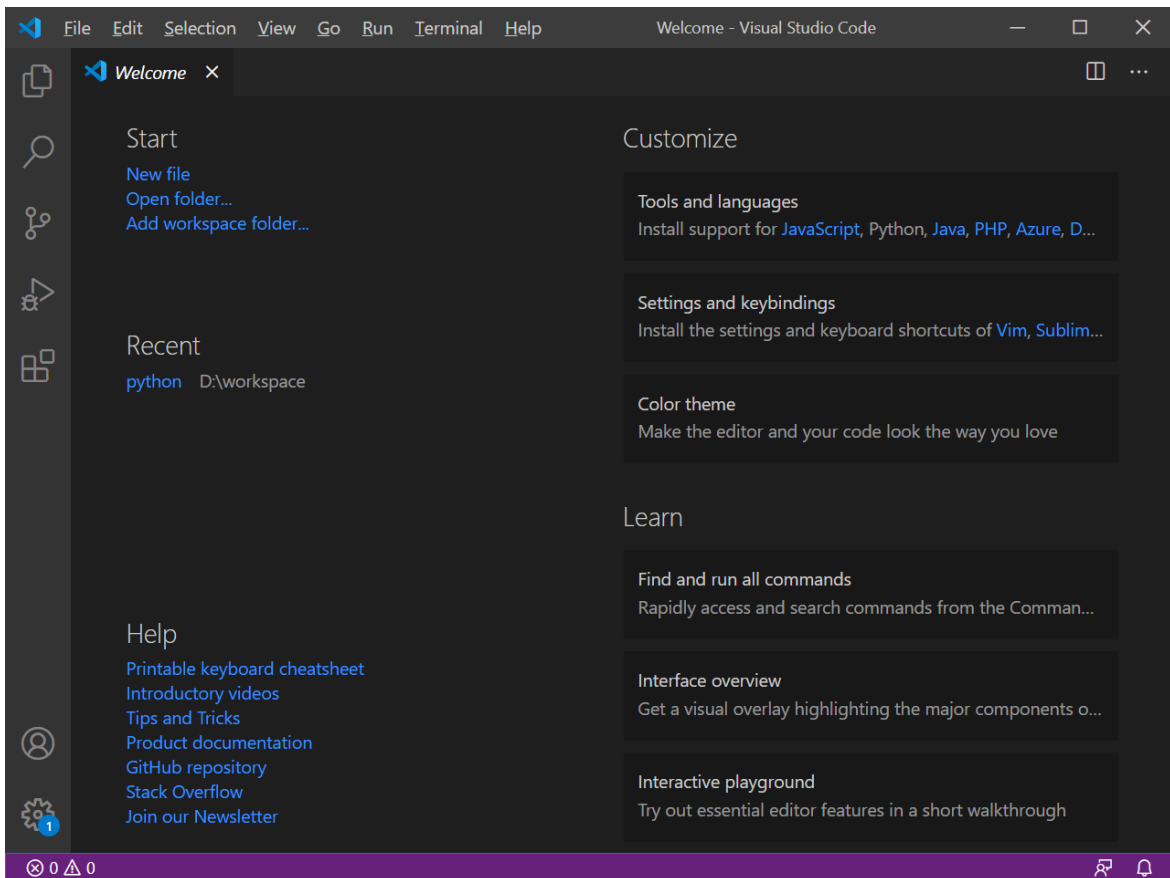 File Edit Selection View Go Run Terminal Help Welcome - Visual Studio Code
Welcome
Start
New file
Open folder...
Add workspace folder...
Recent
python D:\workspace
Help
Printable keyboard cheatsheet
Introductory videos
Tips and Tricks
Product documentation
GitHub repository
Stack Overflow
Join our Newsletter
Customize
Tools and languages
Install support for JavaScript, Python, Java, PHP, Azure, D...
Settings and keybindings
Install the settings and keyboard shortcuts of Vim, Sublim...
Color theme
Make the editor and your code look the way you love
Learn
Find and run all commands
Rapidly access and search commands from the Comman...
Interface overview
Get a visual overlay highlighting the major components o...
Interactive playground
Try out essential editor features in a short walkthrough
1
0 0